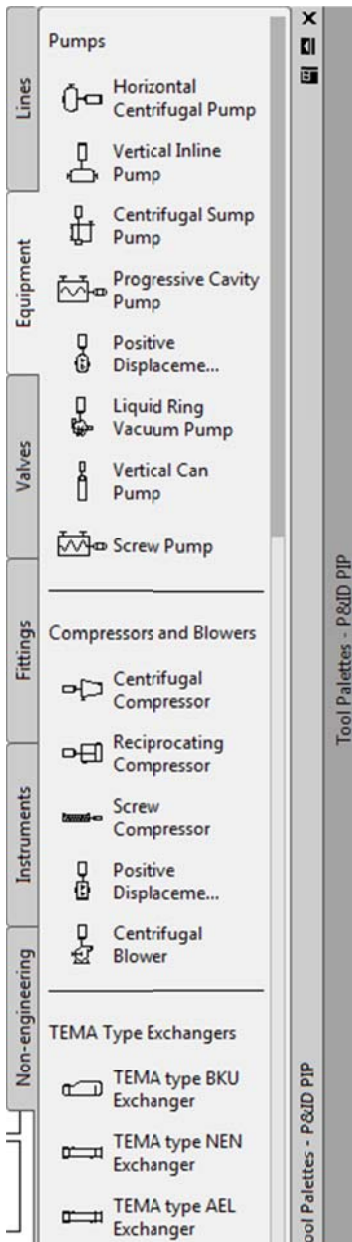 Lines
Equipment
Valves
Fittings
Instruments
Non-engineering
Pumps
Horizontal
Centrifugal Pump
Vertical Inline
Pump
Centrifugal Sump
Pump
Progressive Cavity
Pump
Positive
Displaceme...
Liquid Ring
Vacuum Pump
Vertical Can
Pump
Screw Pump
Compressors and Blowers
Centrifugal
Compressor
Reciprocating
Compressor
Screw
Compressor
Positive
Displaceme...
Centrifugal
Blower
TEMA Type Exchangers
TEMA type BKU
Exchanger
TEMA type NEN
Exchanger
TEMA type AEL
Exchanger
ool Palettes - P&ID PIP
Tool Palettes - P&ID PIP